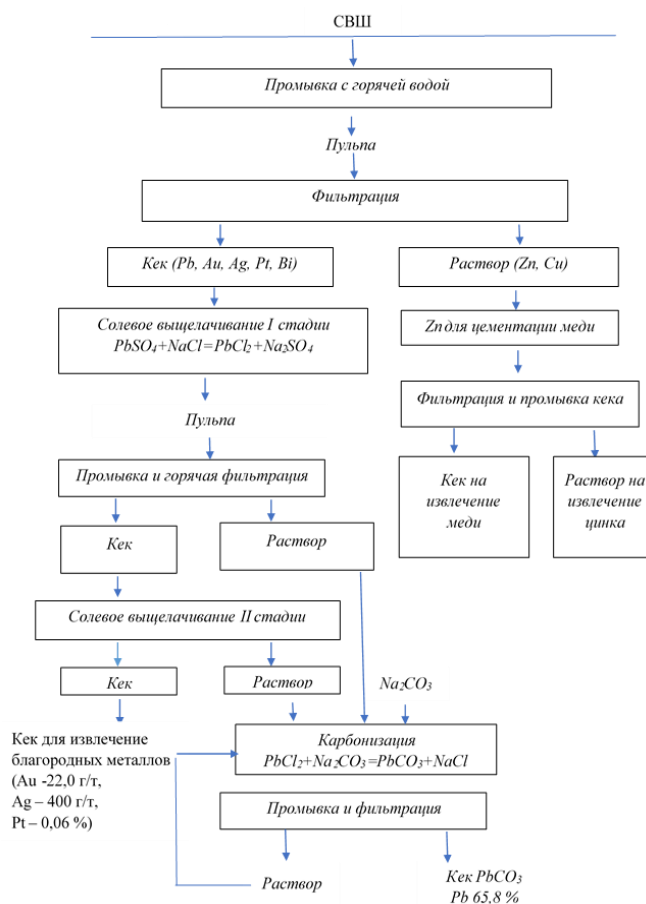 СВШ
Промывка с горячей водой
Пульпа
Фильтрация
Кек (Pb, Au, Ag, Pt, Bi)
Раствор (Zn, Cu)
Солевое выщелачивание I стадии
PbSO₄+NaCl=PbCl₂+Na₂SO₄
Zn для цементации меди
Пульпа
Фильтрация и промывка кека
Промывка и горячая фильтрация
Кек на
извлечение
меди
Раствор на
извлечение
цинка
Кек
Раствор
Солевое выщелачивание II стадии
Кек
Раствор
Na₂CO₃
Кек для извлечение
благородных металлов
(Au -22,0 г/т,
Ag – 400 г/т,
Pt – 0,06 %)
Карбонизация
PbCl₂+Na₂CO₃=PbCO₃+NaCl
Промывка и фильтрация
Раствор
Кек PbCO₃
Pb 65,8 %